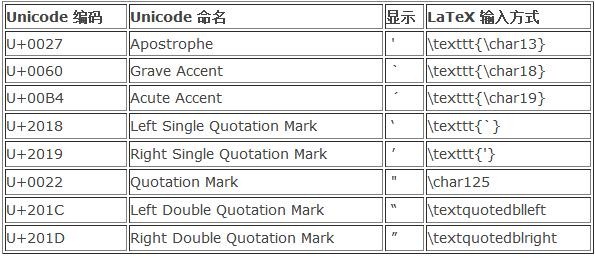 Unicode 编码 Unicode 命名 显示 LaTeX 输入方式
U+0027 Apostrophe ' \texttt{\char13}
U+0060 Grave Accent ` \texttt{\char18}
U+00B4 Acute Accent ´ \texttt{\char19}
U+2018 Left Single Quotation Mark ‘ \texttt{`}
U+2019 Right Single Quotation Mark ’ \texttt{'}
U+0022 Quotation Mark " \char125
U+201C Left Double Quotation Mark “ \textquotedblleft
U+201D Right Double Quotation Mark ” \textquotedblright